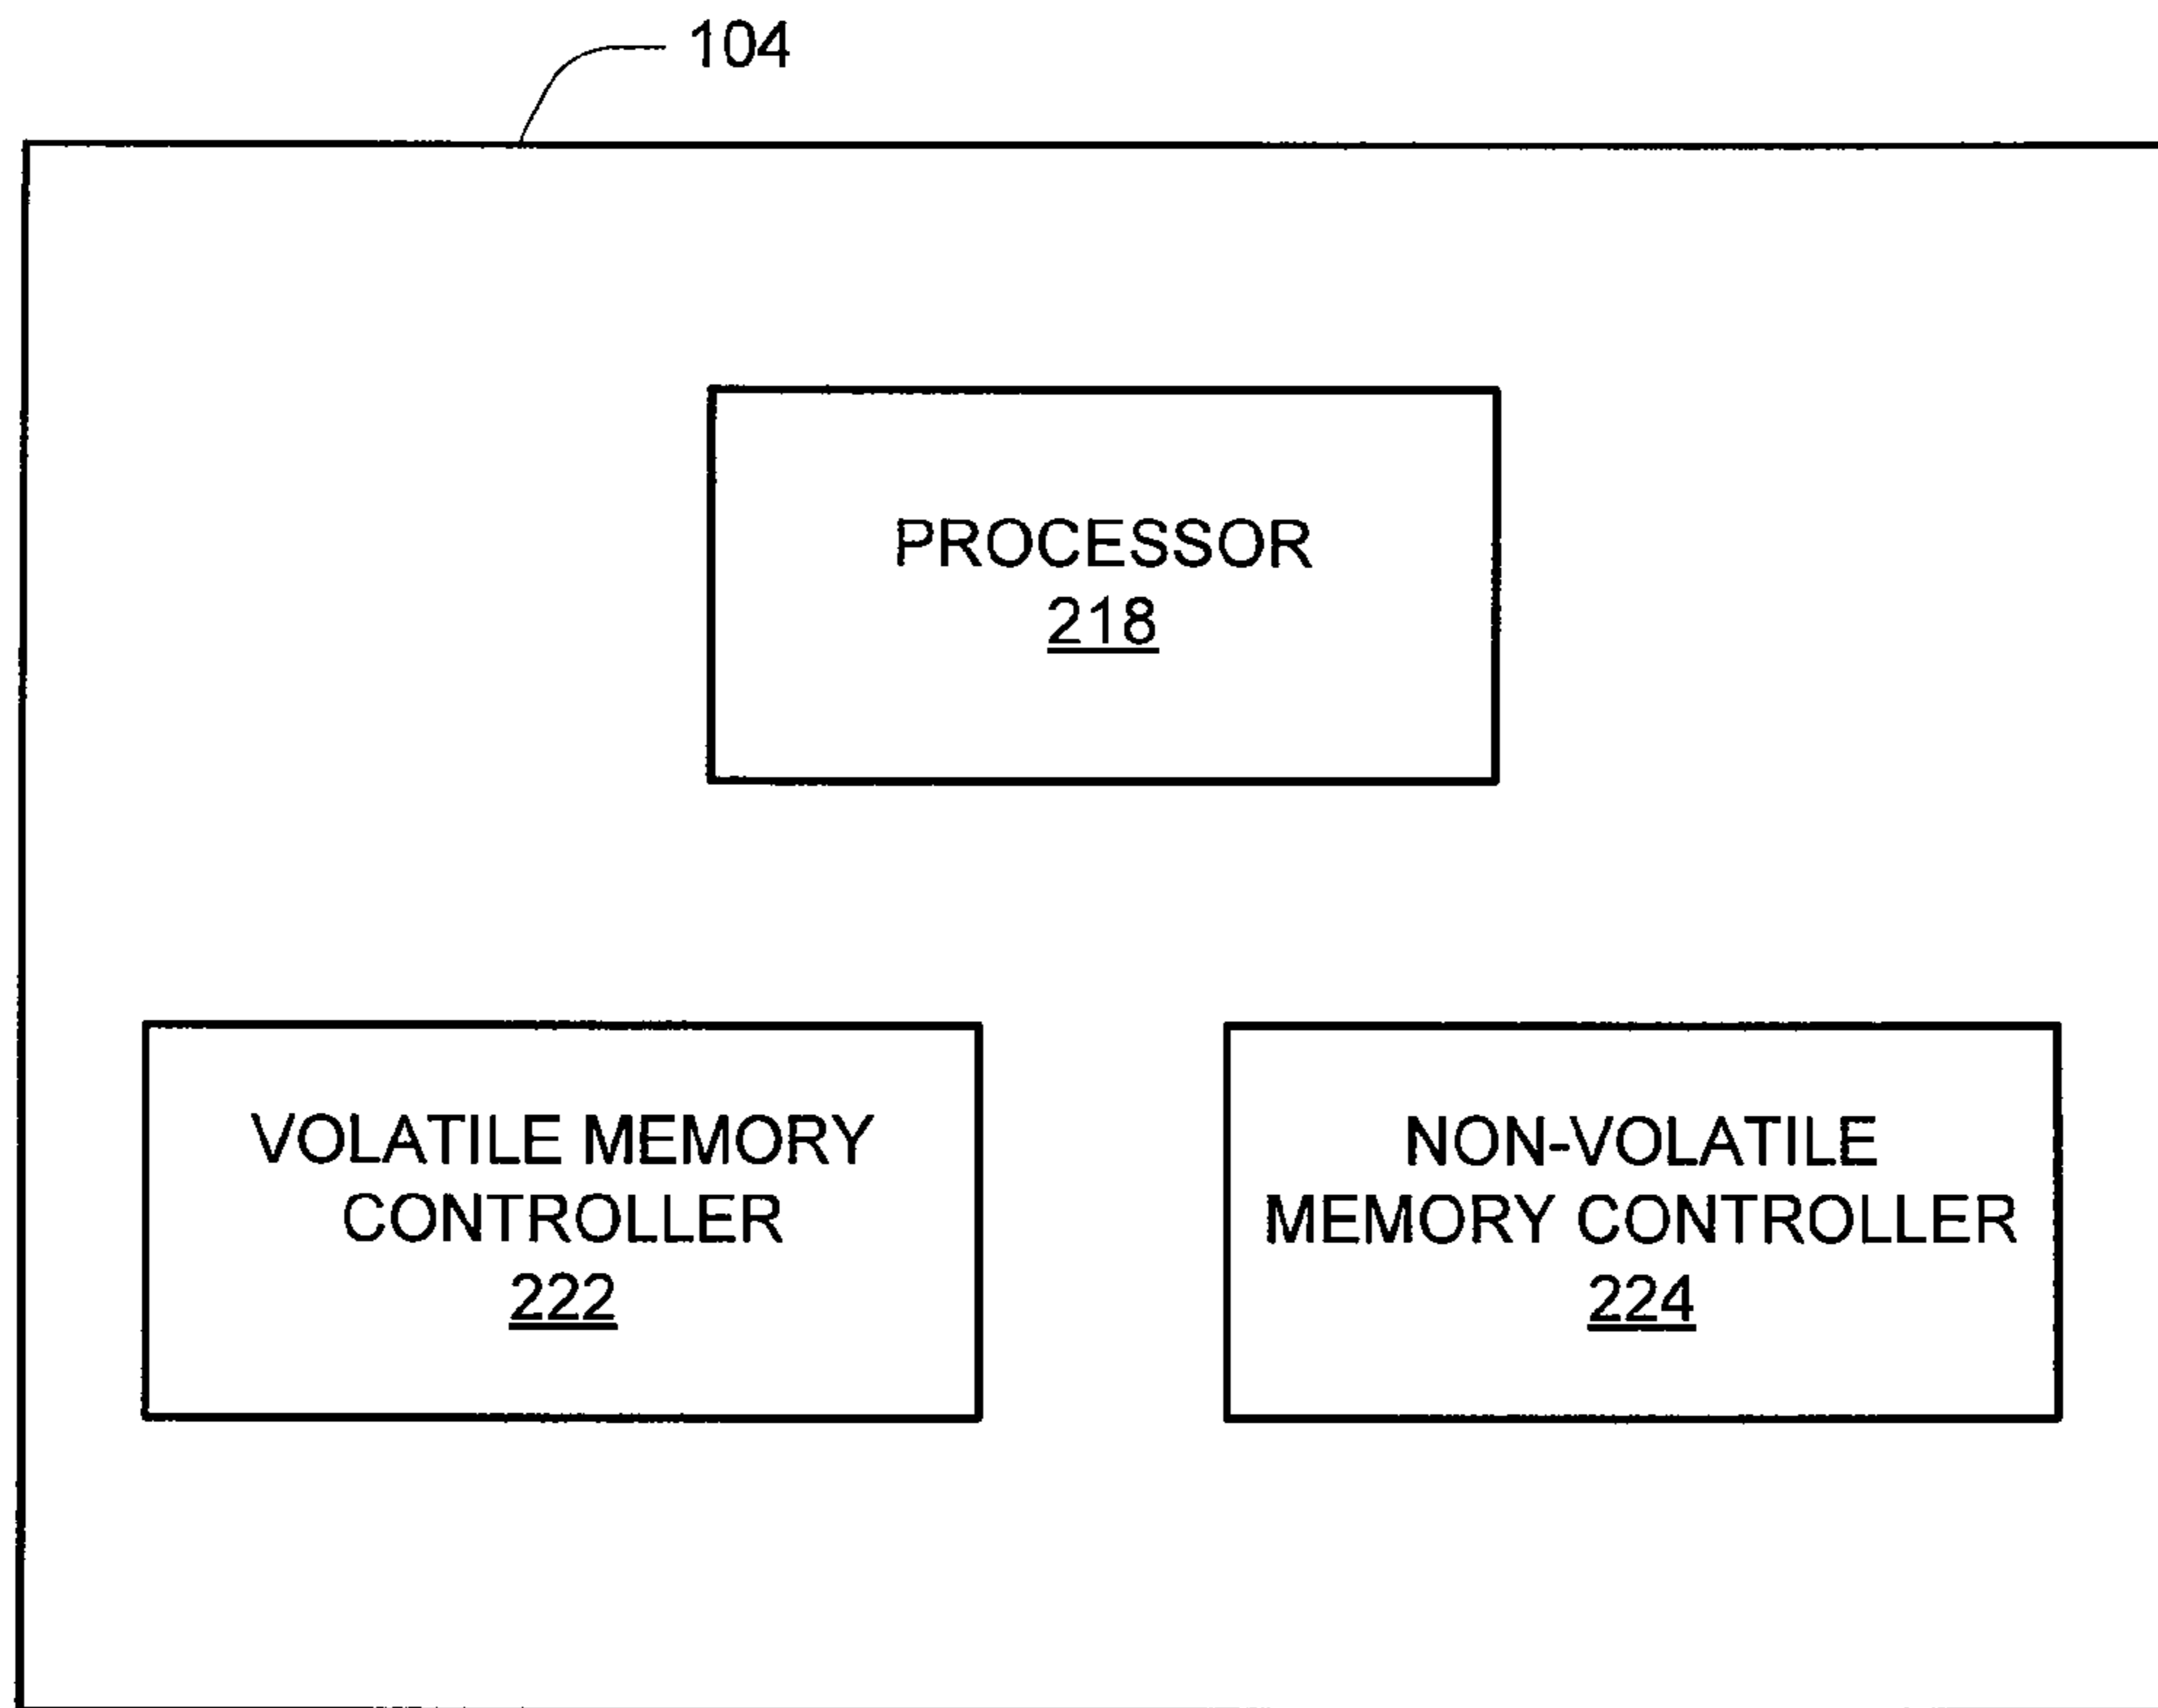 104
PROCESSOR
218
VOLATILE MEMORY
CONTROLLER
222
NON-VOLATILE
MEMORY CONTROLLER
224